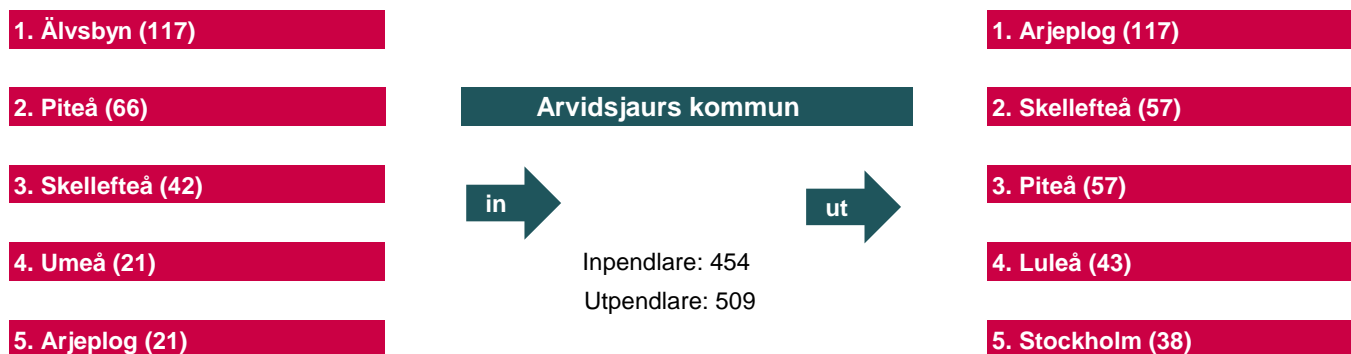 1. Älvsbyn (117)
2. Piteå (66)
3. Skellefteå (42)
4. Umeå (21)
5. Arjeplog (21)
Arvidsjaurs kommun
in
ut
Inpendlare: 454
Utpendlare: 509
1. Arjeplog (117)
2. Skellefteå (57)
3. Piteå (57)
4. Luleå (43)
5. Stockholm (38)